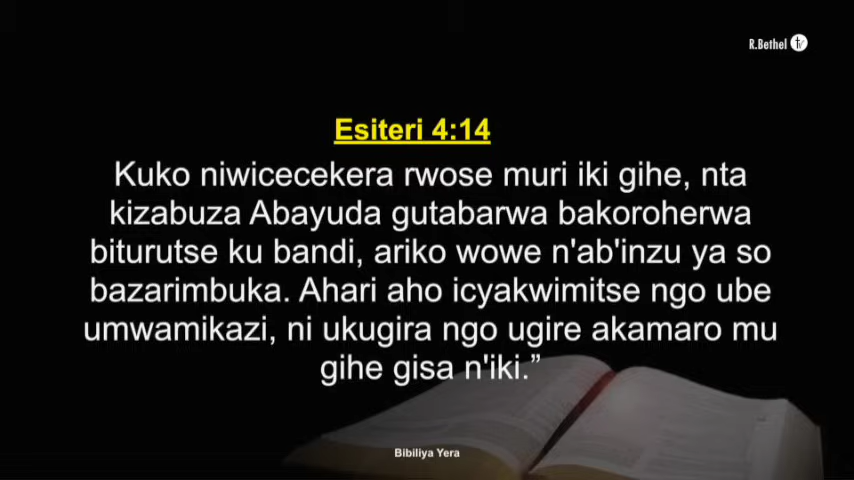 R.Bethel tv
Esiteri 4:14
Kuko niwicecekera rwose muri iki gihe, nta
kizabuza Abayuda gutabarwa bakoroherwa
biturutse ku bandi, ariko wowe n'ab'inzu ya so
bazarimbuka. Ahari aho icyakwimitse ngo ube
umwamikazi, ni ukugira ngo ugire akamaro mu
gihe gisa n'iki.”
Bibiliya Yera